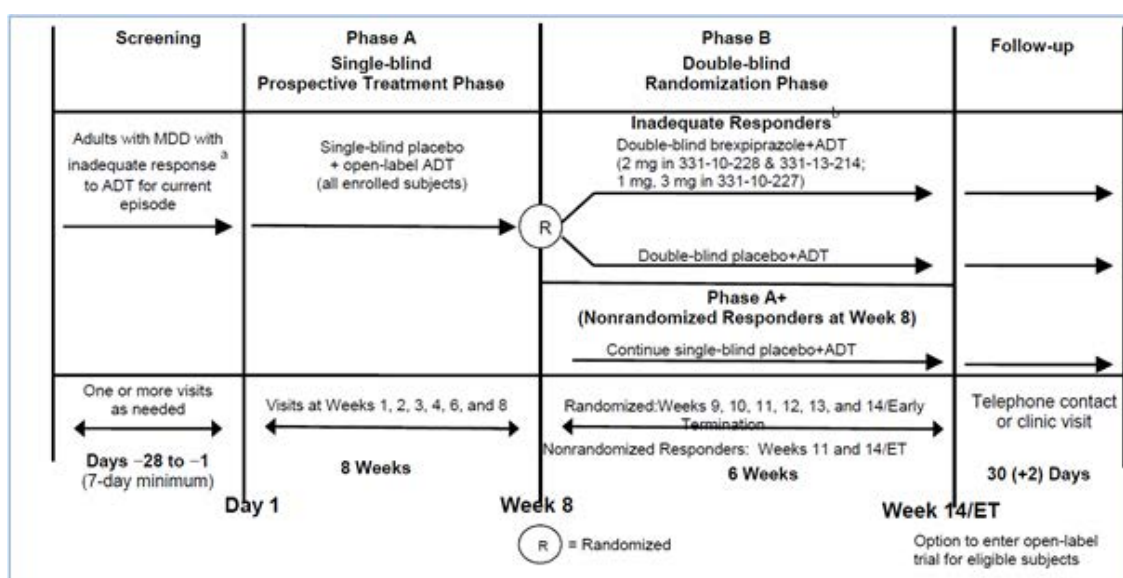 Screening
Phase A
Single-blind
Prospective Treatment Phase
Phase B
Double-blind
Randomization Phase
Follow-up
Adults with MDD with
inadequate response a
to ADT for current
episode
Single-blind placebo
+ open-label ADT
(all enrolled subjects)
Inadequate Responders b
Double-blind brexpiprazole+ADT
(2 mg in 331-10-228 & 331-13-214;
1 mg, 3 mg in 331-10-227)
R
Double-blind placebo+ADT
Phase A+
(Nonrandomized Responders at Week 8)
Continue single-blind placebo+ADT
One or more visits
as needed
Days −28 to −1
(7-day minimum)
Visits at Weeks 1, 2, 3, 4, 6, and 8
8 Weeks
Randomized:Weeks 9, 10, 11, 12, 13, and 14/Early
Termination
Nonrandomized Responders: Weeks 11 and 14/ET
6 Weeks
Telephone contact
or clinic visit
30 (+2) Days
Day 1
Week 8
Week 14/ET
R = Randomized
Option to enter open-label
trial for eligible subjects